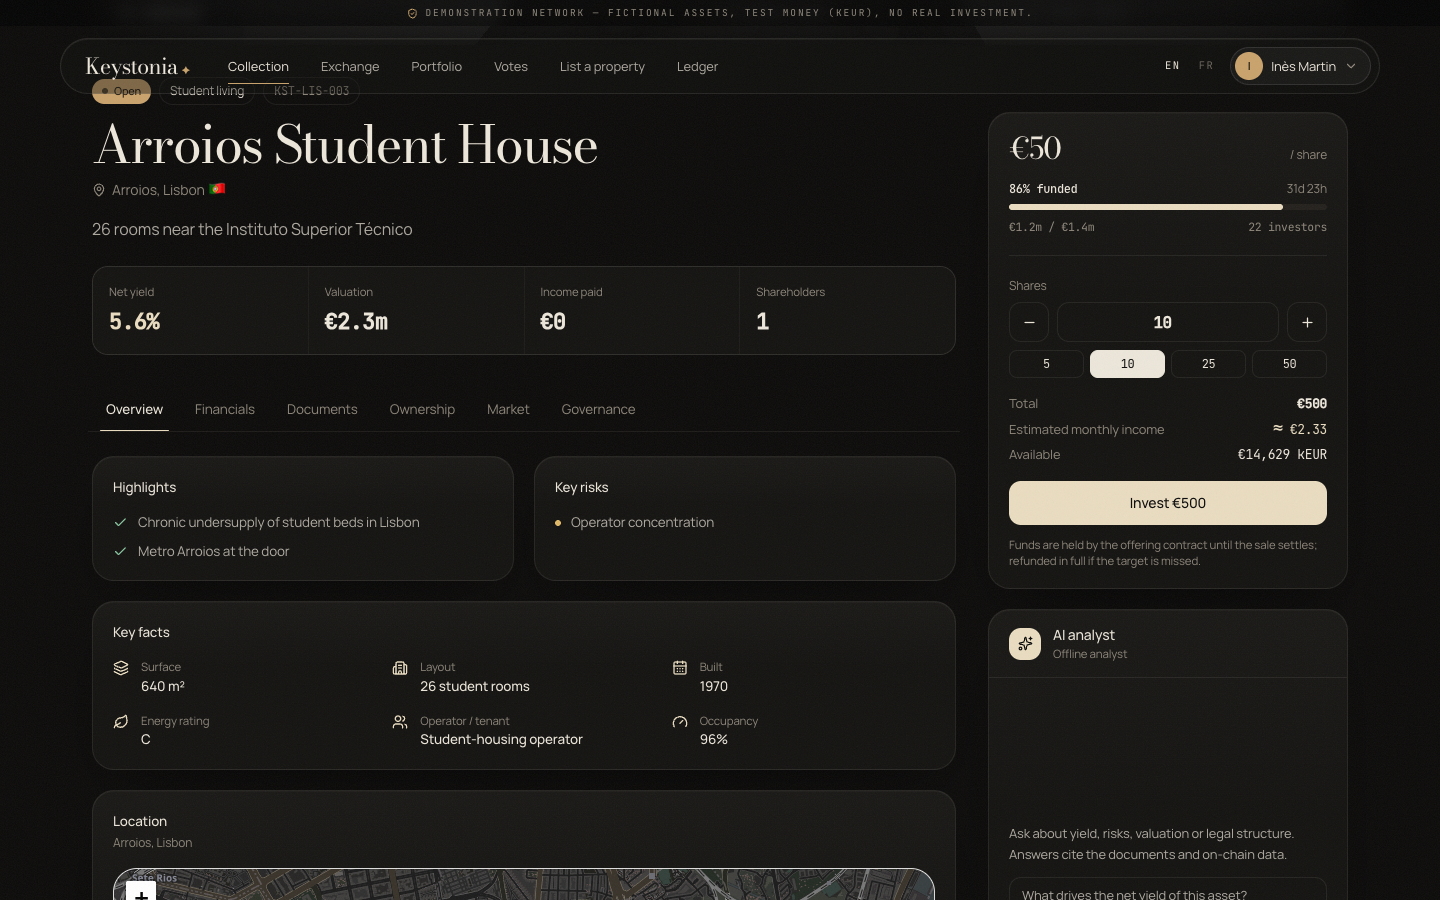 DEMONSTRATION NETWORK — FICTIONAL ASSETS, TEST MONEY (KEUR), NO REAL INVESTMENT.
Keystonia
Collection
Exchange
Portfolio
Votes
List a property
Ledger
EN
FR
I
Inès Martin
Open
Student living
KST-LIS-003
Arroios Student House
Arroios, Lisbon
26 rooms near the Instituto Superior Técnico
Net yield
5.6%
Valuation
€2.3m
Income paid
€0
Shareholders
1
Overview
Financials
Documents
Ownership
Market
Governance
Highlights
Chronic undersupply of student beds in Lisbon
Metro Arroios at the door
Key risks
Operator concentration
Key facts
Surface
640 m²
Layout
26 student rooms
Built
1970
Energy rating
C
Operator / tenant
Student-housing operator
Occupancy
96%
Location
Arroios, Lisbon
Sete Rios
+
€50
/ share
86% funded
31d 23h
€1.2m / €1.4m
22 investors
Shares
−
10
+
5
10
25
50
Total
€500
Estimated monthly income
≈ €2.33
Available
€14,629 kEUR
Invest €500
Funds are held by the offering contract until the sale settles;
refunded in full if the target is missed.
AI analyst
Offline analyst
Ask about yield, risks, valuation or legal structure.
Answers cite the documents and on-chain data.
What drives the net yield of this asset?